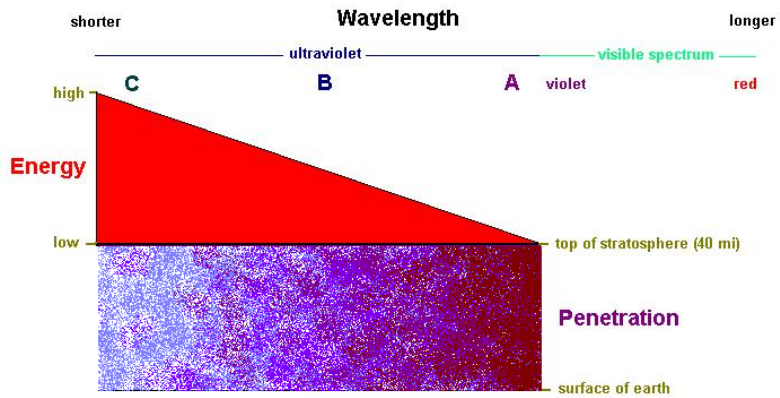 shorter Wavelength longer
ultraviolet visible spectrum
C B A violet red
high
Energy
low top of stratosphere (40 mi)
Penetration
surface of earth